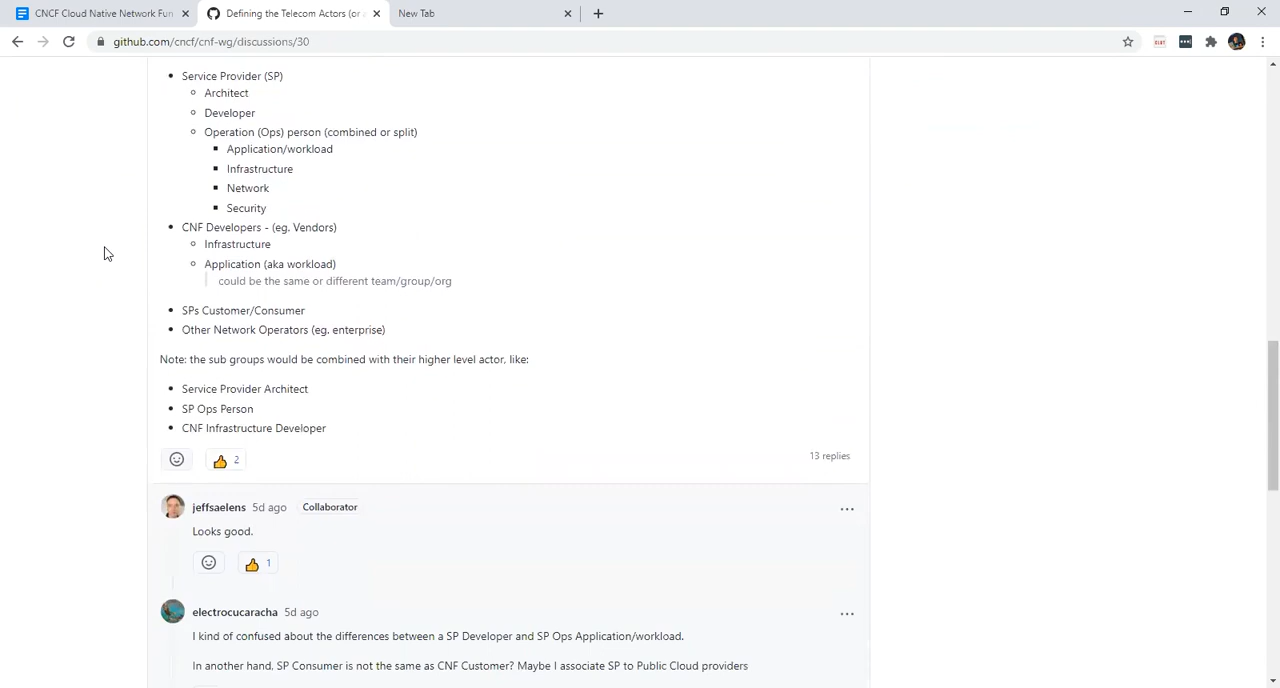 CNCF Cloud Native Network Fun
Defining the Telecom Actors (or a
New Tab
github.com/cncf/cnf-wg/discussions/30
Service Provider (SP)
Architect
Developer
Operation (Ops) person (combined or split)
Application/workload
Infrastructure
Network
Security
CNF Developers - (eg. Vendors)
Infrastructure
Application (aka workload)
could be the same or different team/group/org
SPs Customer/Consumer
Other Network Operators (eg. enterprise)
Note: the sub groups would be combined with their higher level actor, like:
Service Provider Architect
SP Ops Person
CNF Infrastructure Developer
2
13 replies
jeffsaelens 5d ago Collaborator
Looks good.
1
electrocucaracha 5d ago
I kind of confused about the differences between a SP Developer and SP Ops Application/workload.
In another hand, SP Consumer is not the same as CNF Customer? Maybe I associate SP to Public Cloud providers